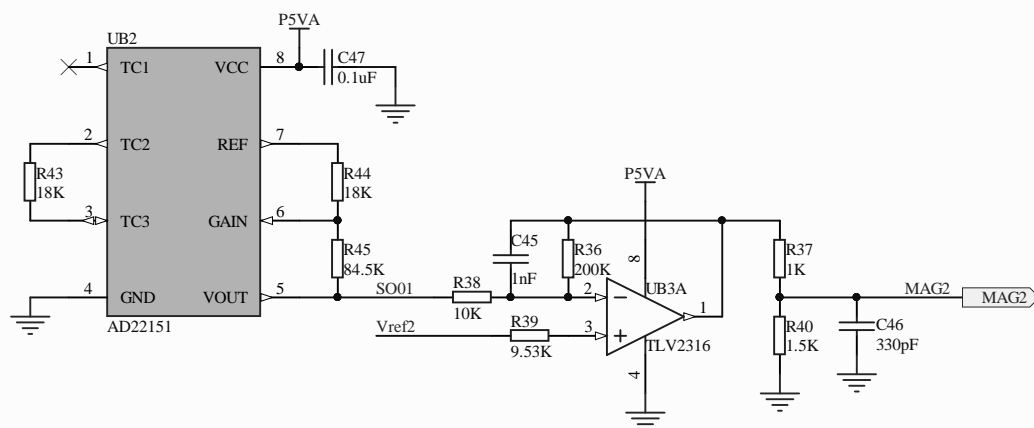 P5VA
UB2
1
TC1
VCC
8
C47
0.1uF
2
TC2
REF
7
R43
18K
R44
18K
P5VA
3
TC3
GAIN
6
R45
84.5K
C45
1nF
R36
200K
8
R37
1K
4
GND
VOUT
5
SO01
R38
10K
2
UB3A
1
MAG2
MAG2
AD22151
Vref2
R39
9.53K
3
TLV2316
4
R40
1.5K
C46
330pF